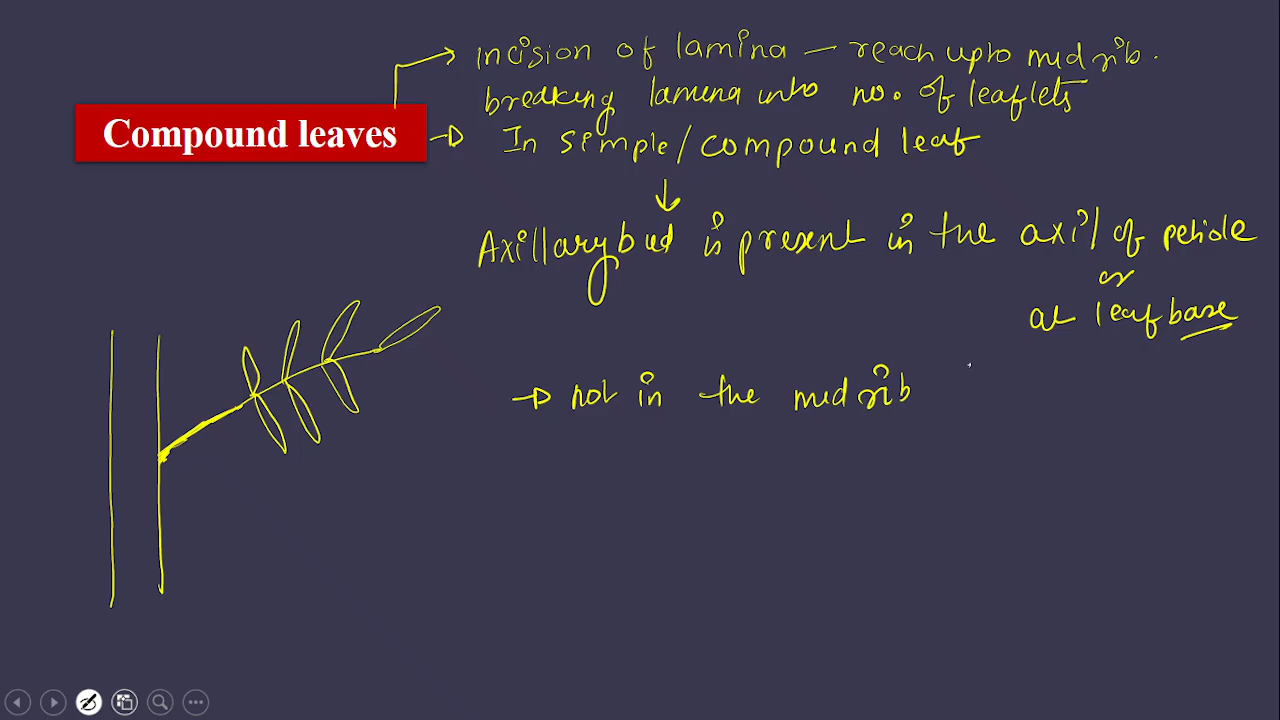 Incision of lamina — reach upto midrib.
breaking lamina into no. of leaflets
Compound leaves
In simple/compound leaf
Axillary bud is present in the axil of petiole
or
at leaf base
→ not in the midrib